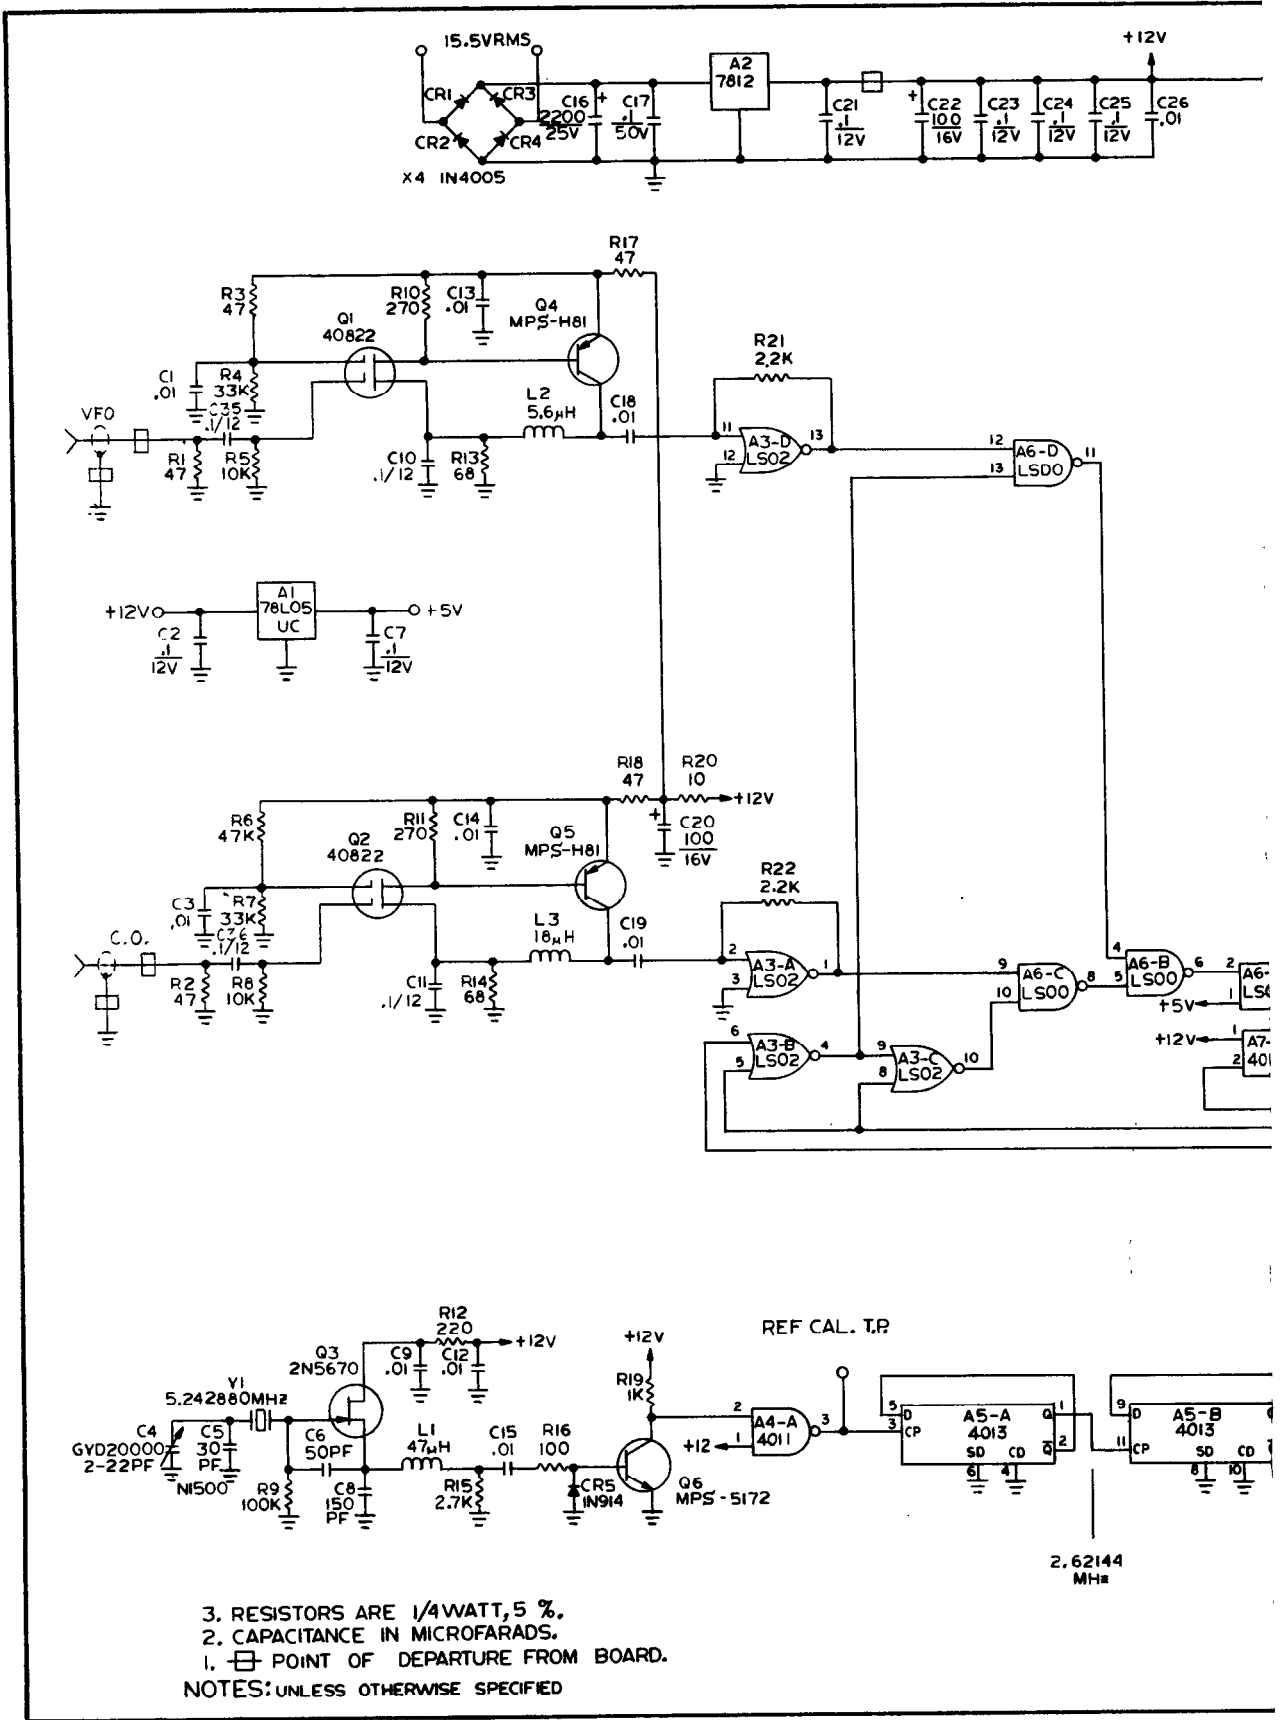 15.5VRMS
+12V
CR1
CR3
CR2
CR4
X4 IN4005
C16
+
2200
25V
C17
.1
50V
A2
7812
C21
.1
12V
+
C22
100
16V
C23
.1
12V
C24
.1
12V
C25
.1
12V
C26
.01
R17
47
R3
47
R10
270
C13
.01
Q4
MPS-H81
Q1
40822
C1
.01
R4
33K
C35
.1/12
VFO
R1
47
R5
10K
C10
.1/12
R13
68
L2
5.6µH
C18
.01
R21
2.2K
11
12
A3-D
LS02
13
12
13
A6-D
LSD0
11
+12V
A1
78L05
UC
+5V
C2
.1
12V
C7
.1
12V
R18
47
R20
10
+12V
+
C20
100
16V
R6
47K
R11
270
C14
.01
Q5
MPS-H81
Q2
40822
C3
.01
R7
33K
C36
.1/12
C.O.
R2
47
R8
10K
C11
.1/12
R14
68
L3
18µH
C19
.01
R22
2.2K
2
3
A3-A
LS02
1
9
10
A6-C
LS00
8
4
5
A6-B
LS00
6
2
1
A6-
+5V
+12V
1
2
A7-
6
5
A3-B
LS02
4
9
8
A3-C
LS02
10
R12
220
+12V
C9
.01
C12
.01
Q3
2N5670
Y1
5.242880MHz
C4
GYD20000
2-22PF
C5
30
PF
N1500
C6
50PF
R9
100K
C8
150
PF
L1
47µH
R15
2.7K
C15
.01
R16
100
CR5
1N914
+12V
R19
1K
Q6
MPS-5172
2
1
+12
A4-A
4011
3
REF CAL. T.P.
5
3
D
CP
A5-A
4013
SD
CD
6
4
Q
Q
1
2
9
11
D
CP
A5-B
4013
SD
CD
8
10
2.62144
MHz
3. RESISTORS ARE 1/4 WATT, 5 %.
2. CAPACITANCE IN MICROFARADS.
1. POINT OF DEPARTURE FROM BOARD.
NOTES: UNLESS OTHERWISE SPECIFIED